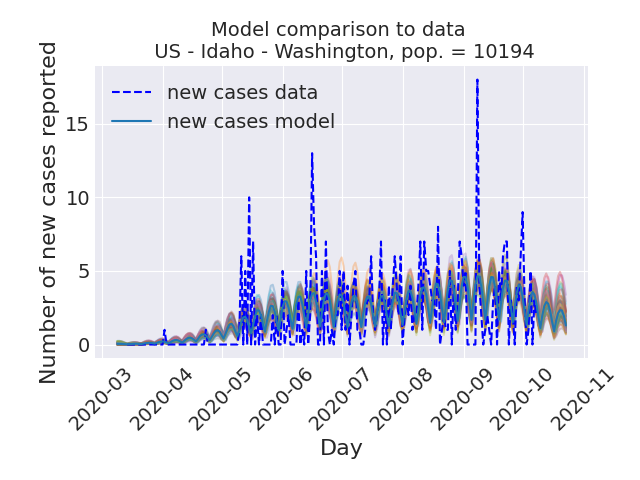 Model comparison to data
US - Idaho - Washington, pop. = 10194
new cases data
new cases model
Number of new cases reported
15
10
5
0
2020-03
2020-04
2020-05
2020-06
2020-07
2020-08
2020-09
2020-10
2020-11
Day